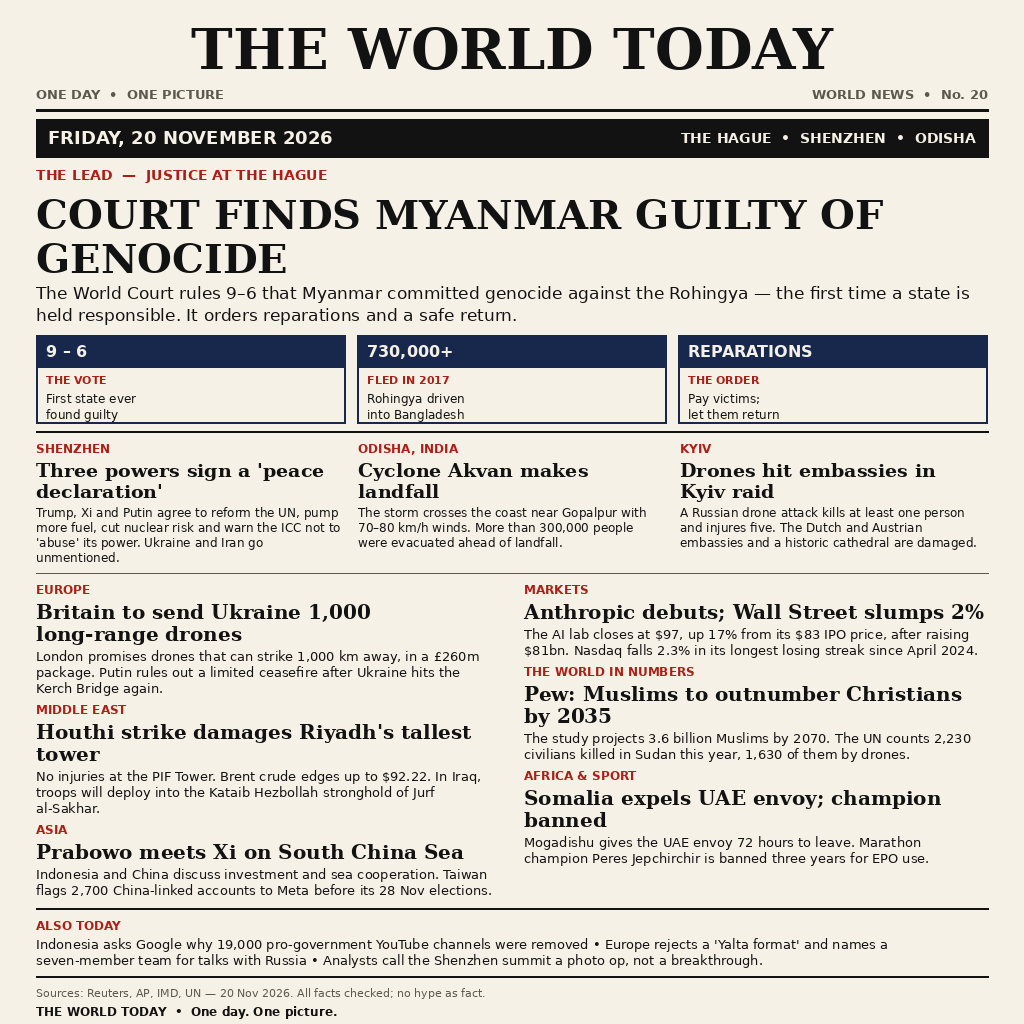 THE WORLD TODAY
ONE DAY • ONE PICTURE
WORLD NEWS • No. 20
FRIDAY, 20 NOVEMBER 2026
THE HAGUE • SHENZHEN • ODISHA
THE LEAD — JUSTICE AT THE HAGUE
COURT FINDS MYANMAR GUILTY OF
GENOCIDE
The World Court rules 9–6 that Myanmar committed genocide against the Rohingya — the first time a state is
held responsible. It orders reparations and a safe return.
9 – 6
THE VOTE
First state ever
found guilty
730,000+
FLED IN 2017
Rohingya driven
into Bangladesh
REPARATIONS
THE ORDER
Pay victims;
let them return
SHENZHEN
Three powers sign a 'peace
declaration'
Trump, Xi and Putin agree to reform the UN, pump
more fuel, cut nuclear risk and warn the ICC not to
'abuse' its power. Ukraine and Iran go
unmentioned.
ODISHA, INDIA
Cyclone Akvan makes
landfall
The storm crosses the coast near Gopalpur with
70–80 km/h winds. More than 300,000 people
were evacuated ahead of landfall.
KYIV
Drones hit embassies in
Kyiv raid
A Russian drone attack kills at least one person
and injures five. The Dutch and Austrian
embassies and a historic cathedral are damaged.
EUROPE
Britain to send Ukraine 1,000
long-range drones
London promises drones that can strike 1,000 km away, in a £260m
package. Putin rules out a limited ceasefire after Ukraine hits the
Kerch Bridge again.
MIDDLE EAST
Houthi strike damages Riyadh's tallest
tower
No injuries at the PIF Tower. Brent crude edges up to $92.22. In Iraq,
troops will deploy into the Kataib Hezbollah stronghold of Jurf
al-Sakhar.
ASIA
Prabowo meets Xi on South China Sea
Indonesia and China discuss investment and sea cooperation. Taiwan
flags 2,700 China-linked accounts to Meta before its 28 Nov elections.
MARKETS
Anthropic debuts; Wall Street slumps 2%
The AI lab closes at $97, up 17% from its $83 IPO price, after raising
$81bn. Nasdaq falls 2.3% in its longest losing streak since April 2024.
THE WORLD IN NUMBERS
Pew: Muslims to outnumber Christians
by 2035
The study projects 3.6 billion Muslims by 2070. The UN counts 2,230
civilians killed in Sudan this year, 1,630 of them by drones.
AFRICA & SPORT
Somalia expels UAE envoy; champion
banned
Mogadishu gives the UAE envoy 72 hours to leave. Marathon
champion Peres Jepchirchir is banned three years for EPO use.
ALSO TODAY
Indonesia asks Google why 19,000 pro-government YouTube channels were removed • Europe rejects a 'Yalta format' and names a
seven-member team for talks with Russia • Analysts call the Shenzhen summit a photo op, not a breakthrough.
Sources: Reuters, AP, IMD, UN — 20 Nov 2026. All facts checked; no hype as fact.
THE WORLD TODAY • One day. One picture.